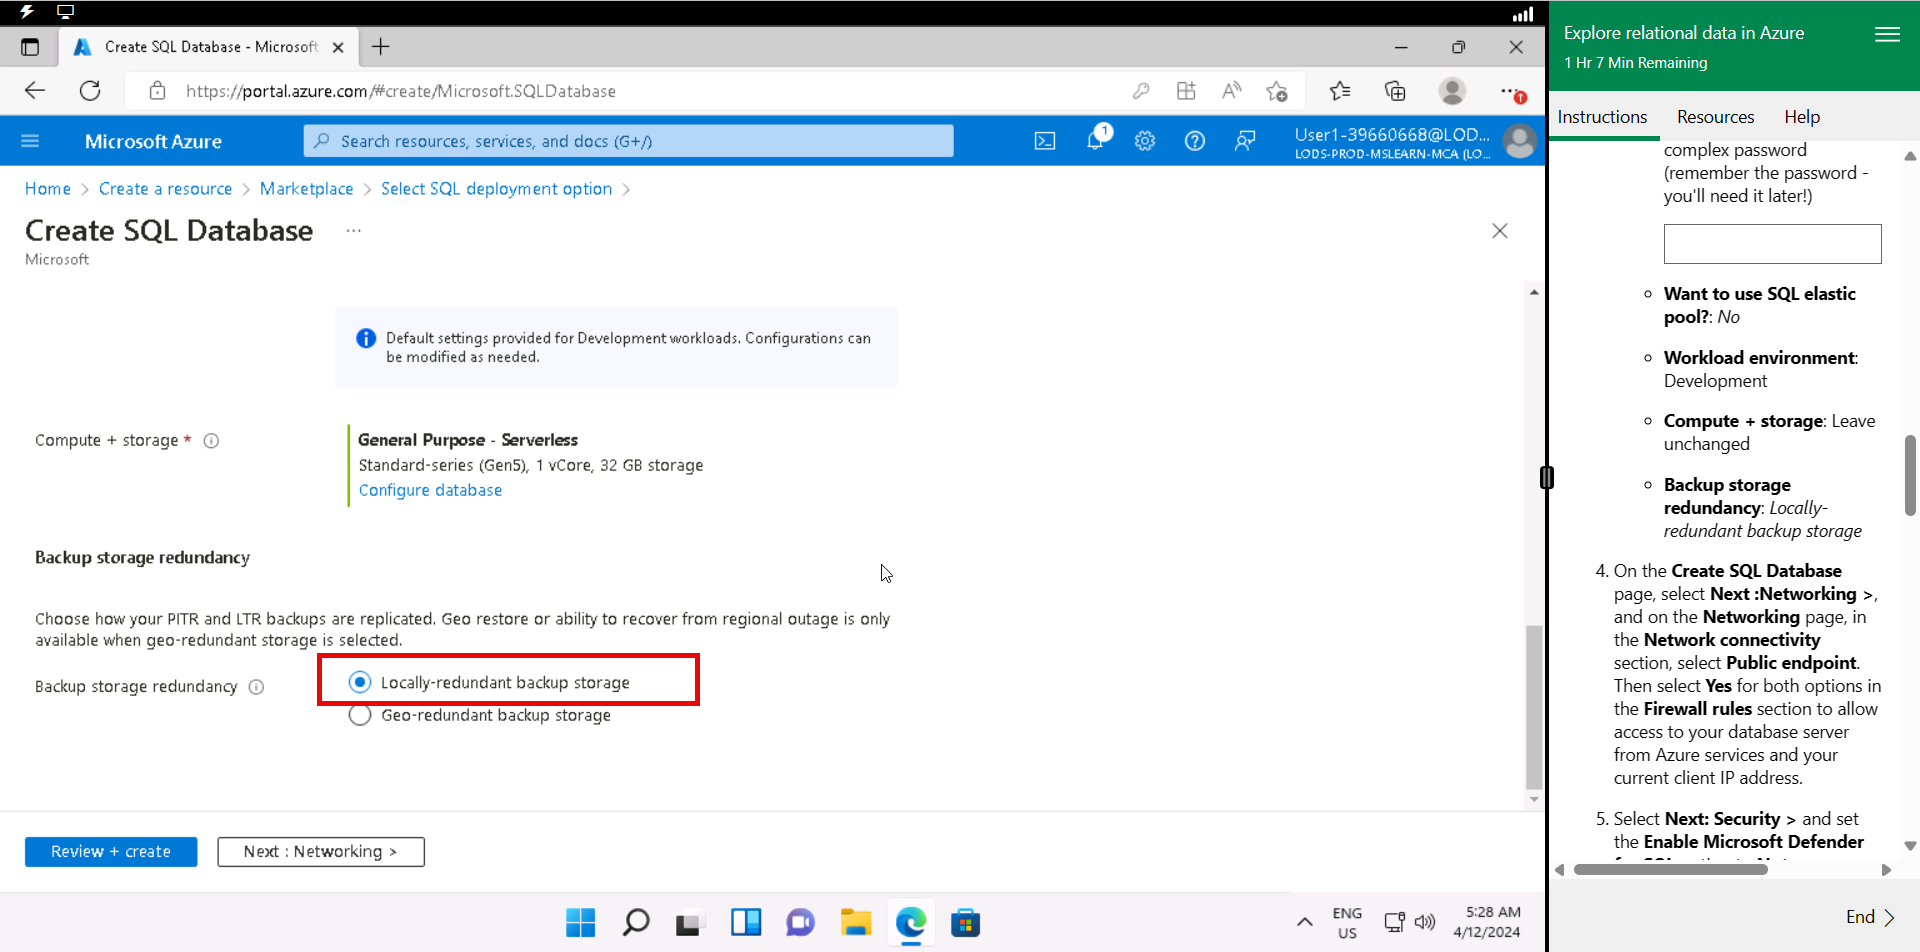 Create SQL Database - Microsoft
https://portal.azure.com/#create/Microsoft.SQLDatabase
Microsoft Azure
Search resources, services, and docs (G+/)
1
User1-39660668@LOD...
LODS-PROD-MSLEARN-MCA (LO...
Home > Create a resource > Marketplace > Select SQL deployment option >
Create SQL Database ...
Microsoft
Default settings provided for Development workloads. Configurations can
be modified as needed.
Compute + storage *
General Purpose - Serverless
Standard-series (Gen5), 1 vCore, 32 GB storage
Configure database
Backup storage redundancy
Choose how your PITR and LTR backups are replicated. Geo restore or ability to recover from regional outage is only
available when geo-redundant storage is selected.
Backup storage redundancy
Locally-redundant backup storage
Geo-redundant backup storage
Review + create
Next : Networking >
ENG
US
5:28 AM
4/12/2024
Explore relational data in Azure
1 Hr 7 Min Remaining
Instructions Resources Help
complex password
(remember the password -
you'll need it later!)
Want to use SQL elastic
pool?: No
Workload environment:
Development
Compute + storage: Leave
unchanged
Backup storage
redundancy: Locally-
redundant backup storage
4. On the Create SQL Database
page, select Next :Networking >,
and on the Networking page, in
the Network connectivity
section, select Public endpoint.
Then select Yes for both options in
the Firewall rules section to allow
access to your database server
from Azure services and your
current client IP address.
5. Select Next: Security > and set
the Enable Microsoft Defender
End >